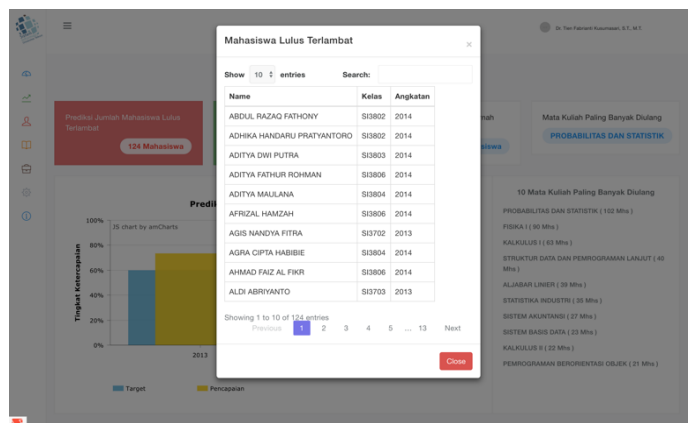 Mahasiswa Lulus Terlambat
×
Show 10 entries Search:
Name Kelas Angkatan
ABDUL RAZAQ FATHONY SI3802 2014
ADHIKA HANDARU PRATYANTORO SI3802 2014
ADITYA DWI PUTRA SI3803 2014
ADITYA FATHUR ROHMAN SI3806 2014
ADITYA MAULANA SI3804 2014
AFRIZAL HAMZAH SI3806 2014
AGIS NANDYA FITRA SI3702 2013
AGRA CIPTA HABIBIE SI3804 2014
AHMAD FAIZ AL FIKR SI3806 2014
ALDI ABRIYANTO SI3703 2013
Showing 1 to 10 of 124 entries
Previous 1 2 3 4 5 ... 13 Next
Close
Prediksi Jumlah Mahasiswa Lulus
Terlambat
124 Mahasiswa
Mata Kuliah Paling Banyak Diulang
PROBABILITAS DAN STATISTIK
Predi
JS chart by amCharts
Tingkat Ketercapaian
100%
80%
60%
40%
20%
0%
2013
Target Pencapaian
10 Mata Kuliah Paling Banyak Diulang
PROBABILITAS DAN STATISTIK ( 102 Mhs )
FISIKA I ( 90 Mhs )
KALKULUS I ( 83 Mhs )
STRUKTUR DATA DAN PEMROGRAMAN LANJUT ( 40
Mhs )
ALJABAR LINIER ( 39 Mhs )
STATISTIKA INDUSTRI ( 35 Mhs )
SISTEM AKUNTANSI ( 27 Mhs )
SISTEM BASIS DATA ( 23 Mhs )
KALKULUS II ( 22 Mhs )
PEMROGRAMAN BERORIENTASI OBJEK ( 21 Mhs )